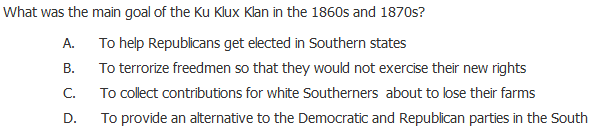 What was the main goal of the Ku Klux Klan in the 1860s and 1870s?
A. To help Republicans get elected in Southern states
B. To terrorize freedmen so that they would not exercise their new rights
C. To collect contributions for white Southerners about to lose their farms
D. To provide an alternative to the Democratic and Republican parties in the South